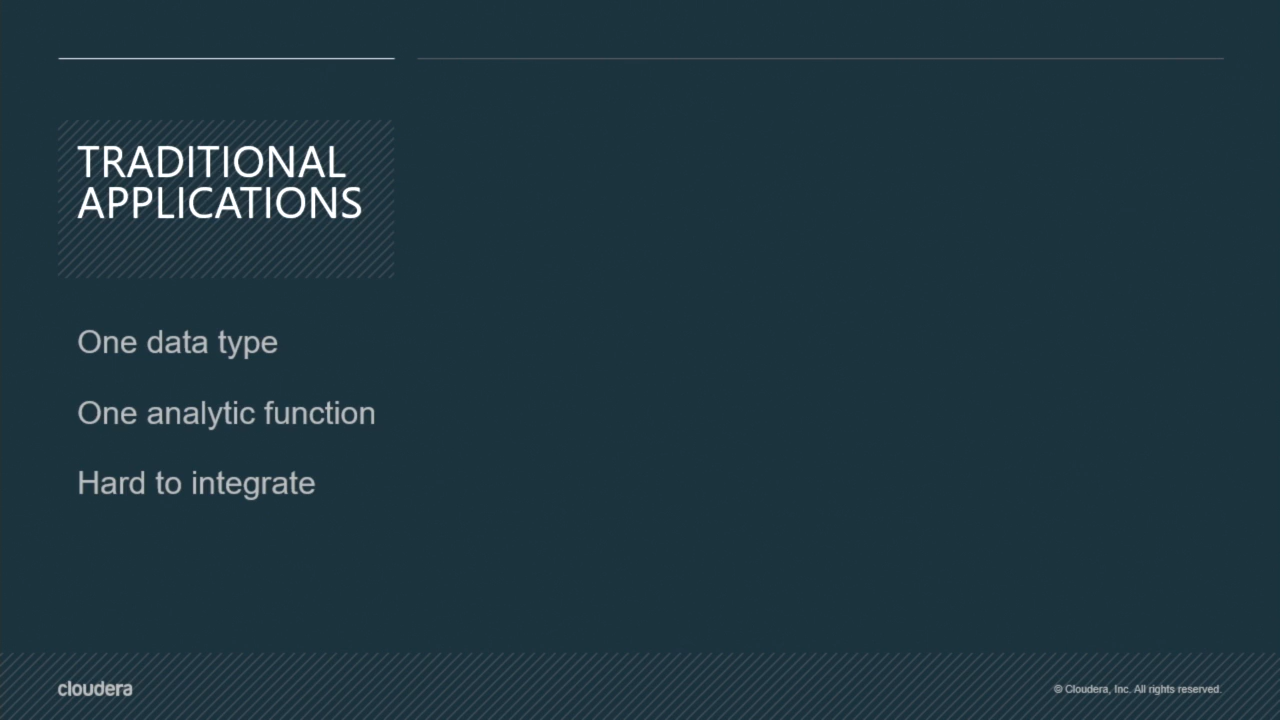 TRADITIONAL
APPLICATIONS
One data type
One analytic function
Hard to integrate
cloudera
© Cloudera, Inc. All rights reserved.